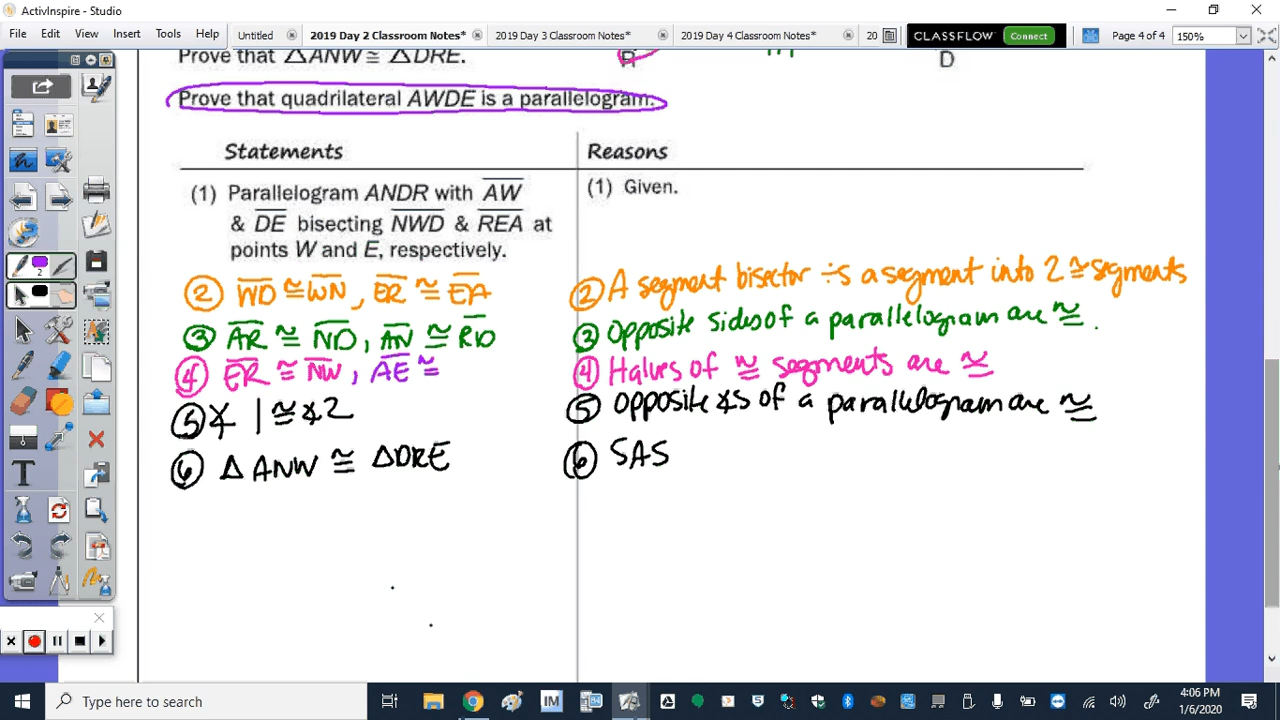 ActivInspire - Studio
File Edit View Insert Tools Help Untitled 2019 Day 2 Classroom Notes* 2019 Day 3 Classroom Notes* 2019 Day 4 Classroom Notes* 20 CLASSFLOW Connect Page 4 of 4 150%
Prove that △ANW ≅ △DRE.
D
Prove that quadrilateral AWDE is a parallelogram.
Statements Reasons
(1) Parallelogram ANDR with AW (1) Given.
& DE bisecting NWD & REA at
points W and E, respectively.
② WD ≅ WN, ER ≅ EA ② A segment bisector ÷s a segment into 2 ≅ segments
③ AR ≅ ND, AN ≅ RD ③ Opposite sides of a parallelogram are ≅.
④ ER ≅ NW, AE ≅ ④ Halves of ≅ segments are ≅
⑤ ∡ 1 ≅ ∡2 ⑤ Opposite ∡s of a parallelogram are ≅
⑥ △ ANW ≅ △DRE ⑥ SAS
2
T
Type here to search
IM
4:06 PM
1/6/2020